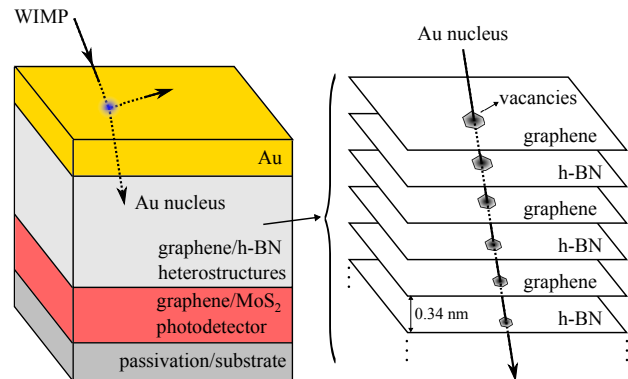 WIMP
Au
Au nucleus
graphene/h-BN
heterostructures
graphene/MoS₂
photodetector
passivation/substrate
Au nucleus
vacancies
graphene
h-BN
graphene
h-BN
graphene
0.34 nm
h-BN